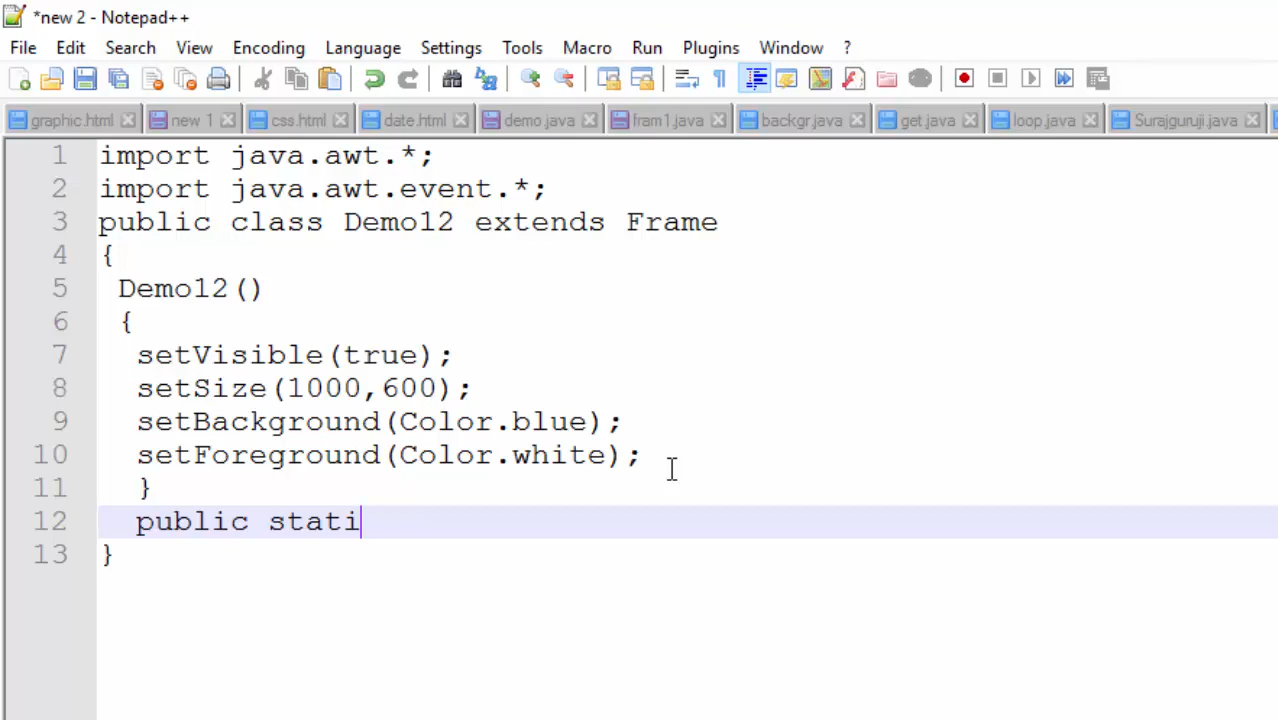 *new 2 - Notepad++
File Edit Search View Encoding Language Settings Tools Macro Run Plugins Window ?
graphic.html new 1 css.html date.html demo.java fram1.java backgr.java get.java loop.java Surajguruji.java
1 import java.awt.*;
2 import java.awt.event.*;
3 public class Demo12 extends Frame
4 {
5 Demo12()
6 {
7 setVisible(true);
8 setSize(1000,600);
9 setBackground(Color.blue);
10 setForeground(Color.white);
11 }
12 public stati
13 }